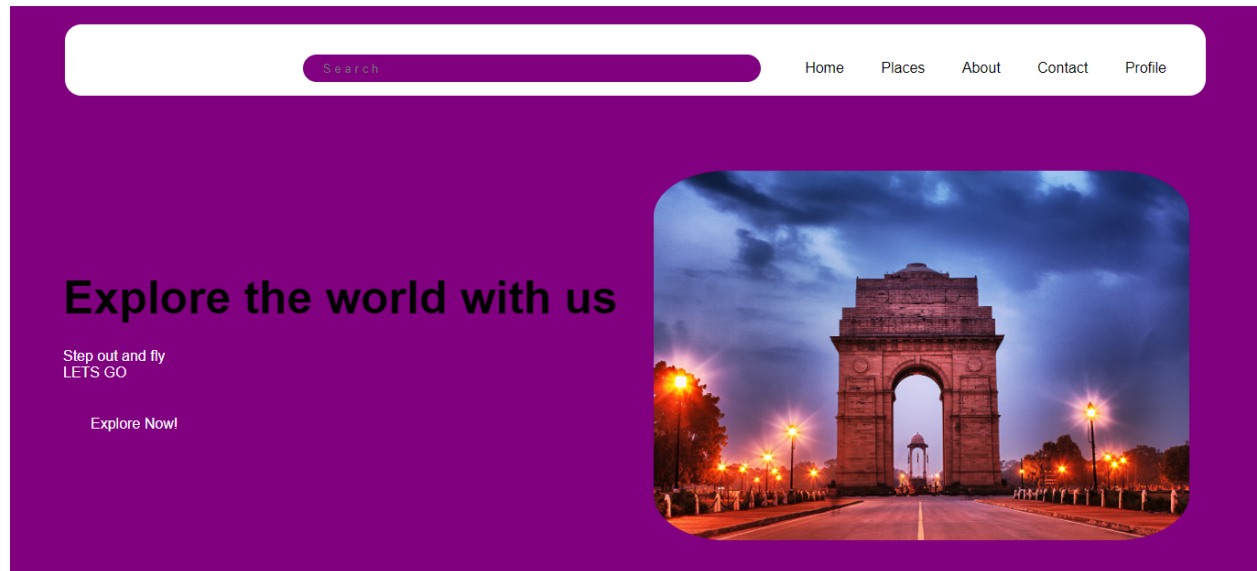 Search
Home Places About Contact Profile
Explore the world with us
Step out and fly
LETS GO
Explore Now!